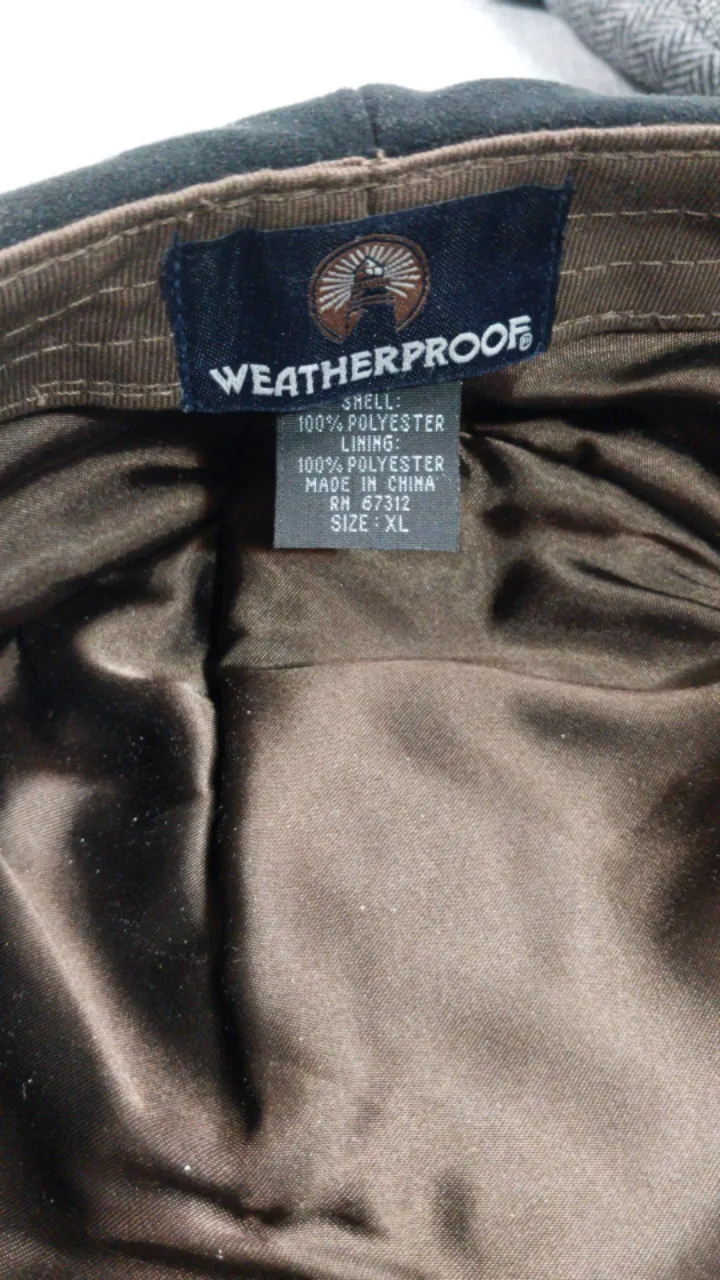 WEATHERPROOF®
SHELL:
100% POLYESTER
LINING:
100% POLYESTER
MADE IN CHINA
RN 67312
SIZE: XL